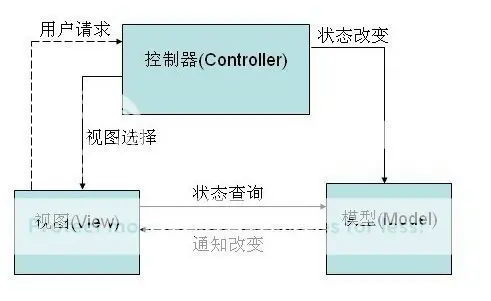 用户请求
控制器(Controller)
状态改变
视图选择
视图(View)
状态查询
模型(Model)
通知改变